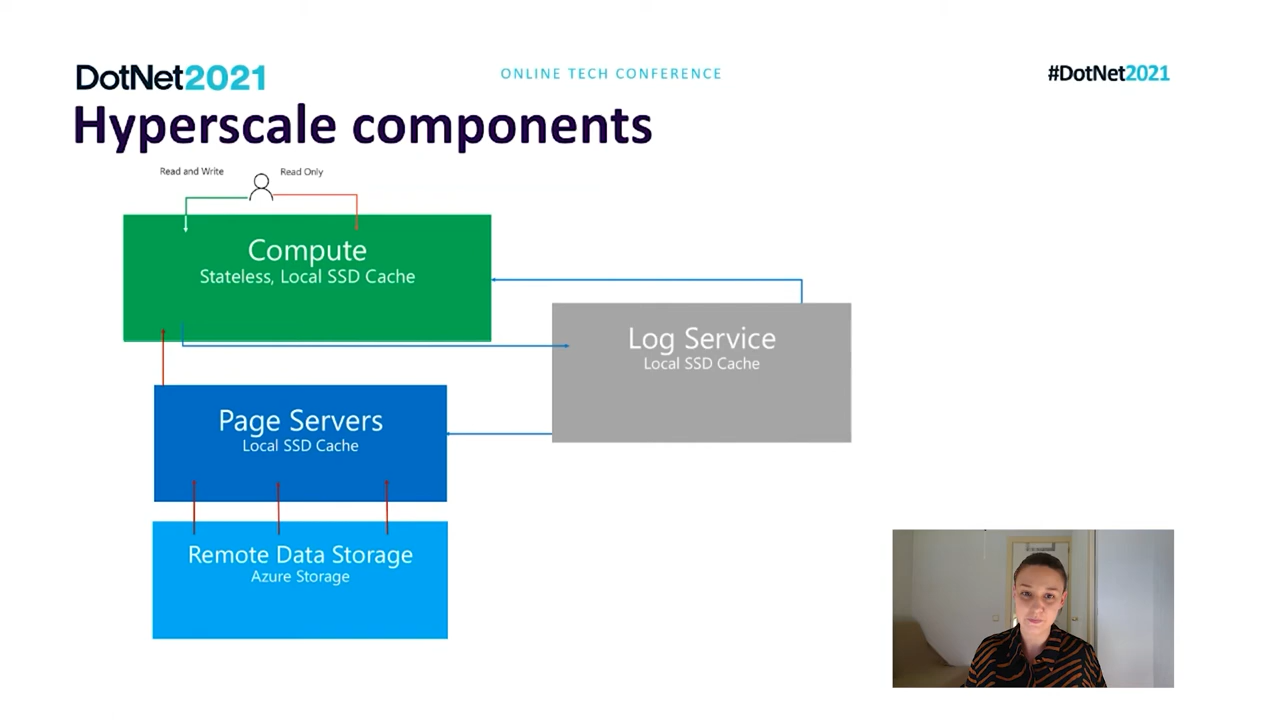 DotNet2021
ONLINE TECH CONFERENCE
#DotNet2021
Hyperscale components
Read and Write
Read Only
Compute
Stateless, Local SSD Cache
Log Service
Local SSD Cache
Page Servers
Local SSD Cache
Remote Data Storage
Azure Storage